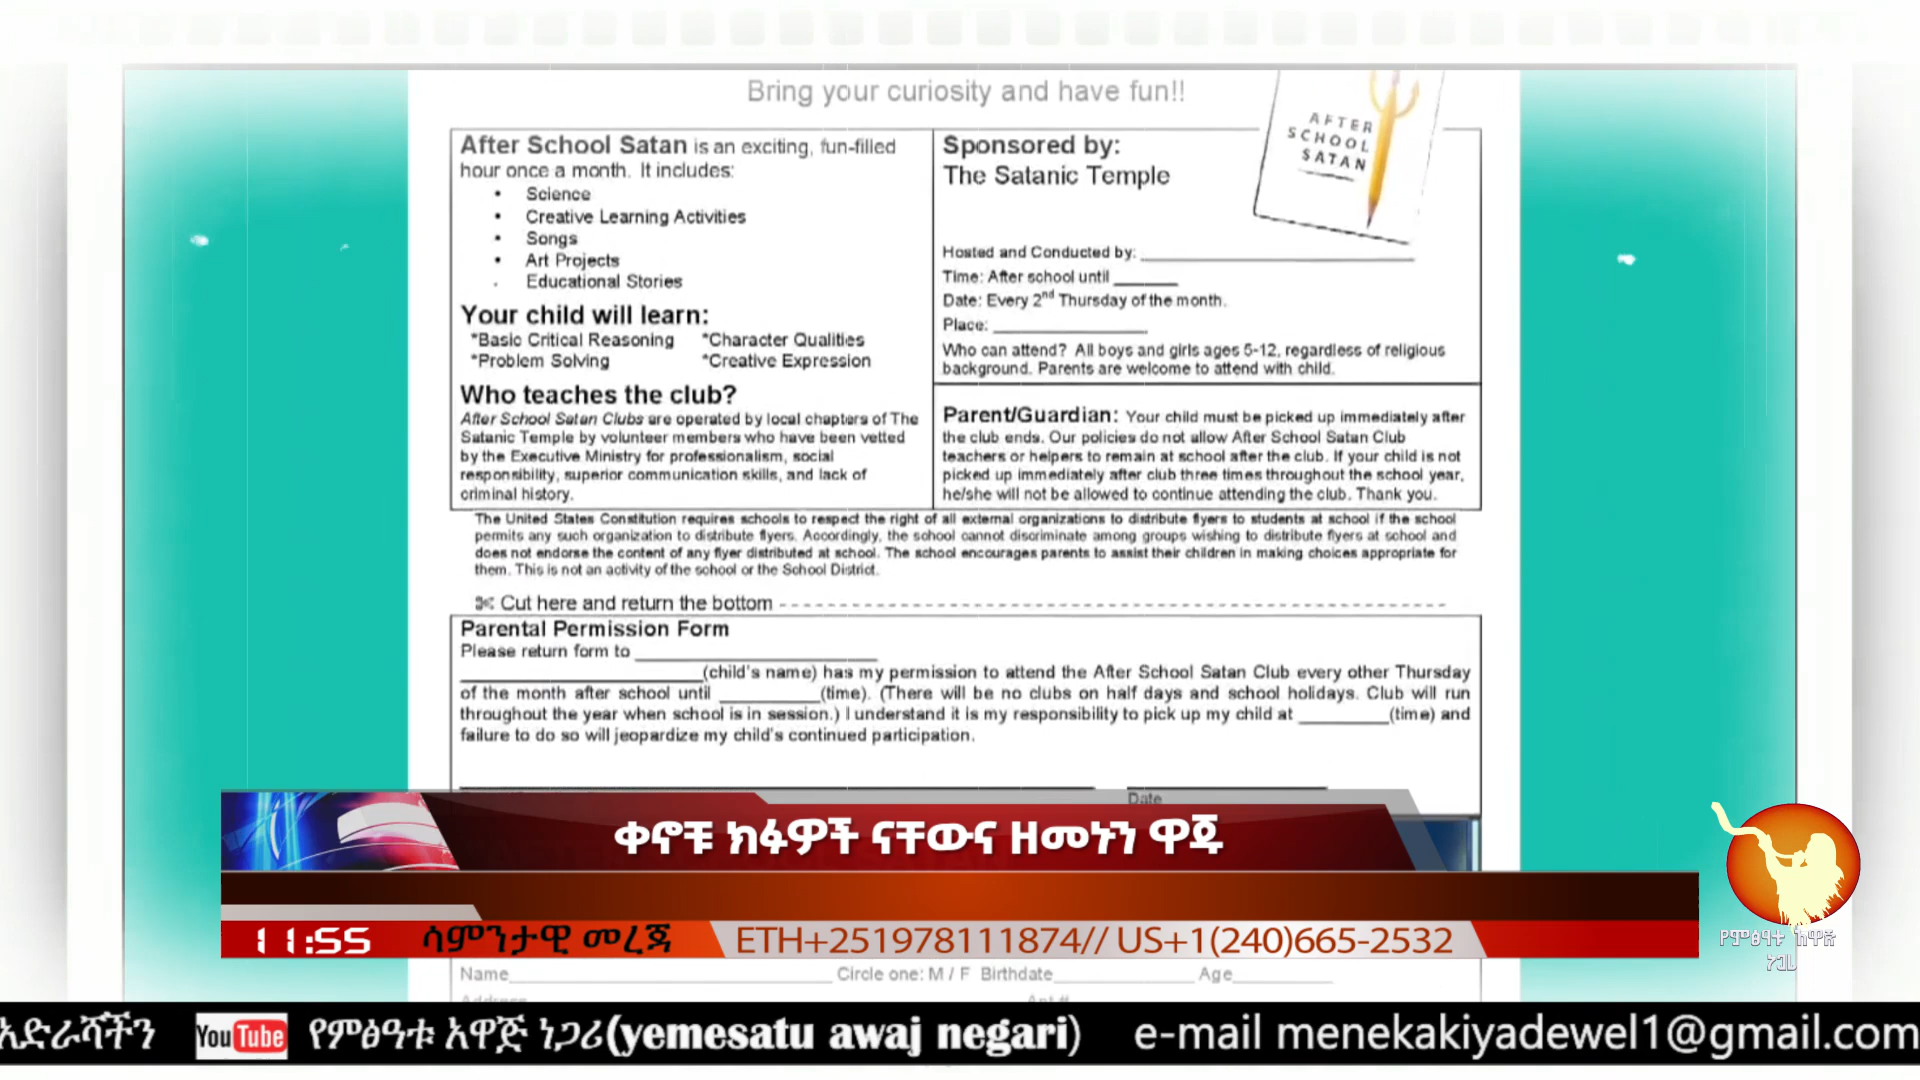 Bring your curiosity and have fun!!
After School Satan is an exciting, fun-filled
hour once a month. It includes:
• Science
• Creative Learning Activities
• Songs
• Art Projects
. Educational Stories
Your child will learn:
*Basic Critical Reasoning *Character Qualities
*Problem Solving *Creative Expression
Who teaches the club?
After School Satan Clubs are operated by local chapters of The
Satanic Temple by volunteer members who have been vetted
by the Executive Ministry for professionalism, social
responsibility, superior communication skills, and lack of
criminal history.
Sponsored by:
The Satanic Temple
AFTER
SCHOOL
SATAN
Hosted and Conducted by: ____________________
Time: After school until _______
Date: Every 2nd Thursday of the month.
Place: ________________
Who can attend? All boys and girls ages 5-12, regardless of religious
background. Parents are welcome to attend with child.
Parent/Guardian: Your child must be picked up immediately after
the club ends. Our policies do not allow After School Satan Club
teachers or helpers to remain at school after the club. If your child is not
picked up immediately after club three times throughout the school year,
he/she will not be allowed to continue attending the club. Thank you.
The United States Constitution requires schools to respect the right of all external organizations to distribute flyers to students at school if the school
permits any such organization to distribute flyers. Accordingly, the school cannot discriminate among groups wishing to distribute flyers at school and
does not endorse the content of any flyer distributed at school. The school encourages parents to assist their children in making choices appropriate for
them. This is not an activity of the school or the School District.
✂ Cut here and return the bottom - - - - - - - - - - - - - - - - - - - -
Parental Permission Form
Please return form to ____________________
____________________(child's name) has my permission to attend the After School Satan Club every other Thursday
of the month after school until __________(time). (There will be no clubs on half days and school holidays. Club will run
throughout the year when school is in session.) I understand it is my responsibility to pick up my child at _________(time) and
failure to do so will jeopardize my child's continued participation.
Date
ቀኖቹ ክፉዎች ናቸውና ዘመኑን ዋጁ
11:55 ሳምንታዊ መረጃ ETH+251978111874// US+1(240)665-2532
የምፅዓቱ አዋጅ
ነጋሪ
Name____________________ Circle one: M / F Birthdate______________ Age__________
Address Apt #
አድራሻችን YouTube የምፅዓቱ አዋጅ ነጋሪ(yemesatu awaj negari) e-mail menekakiyadewel1@gmail.com